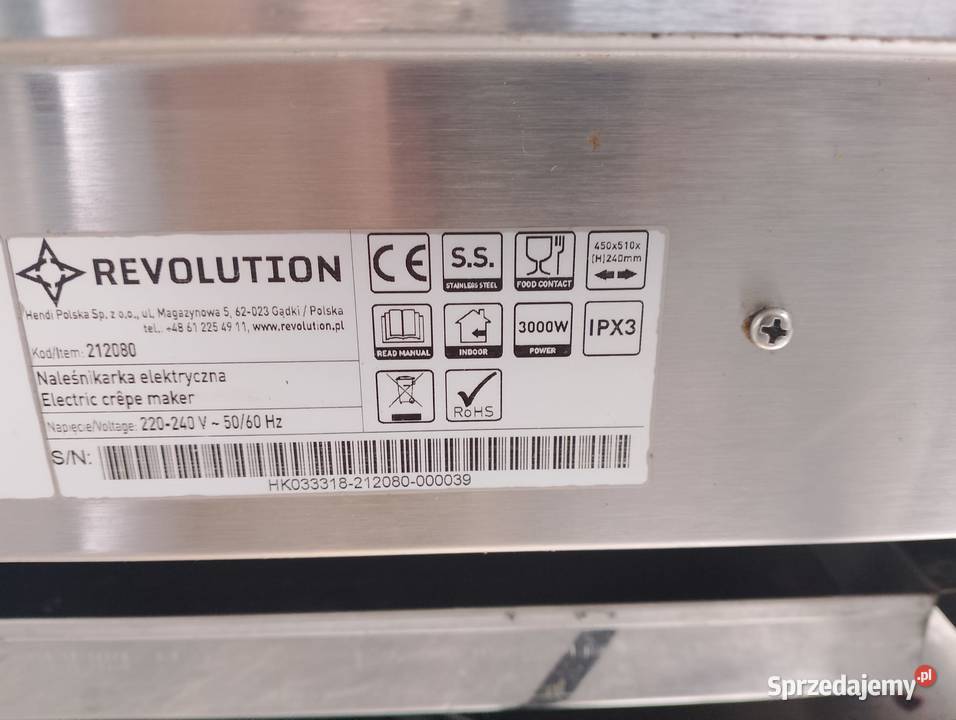 REVOLUTION
Hendi Polska Sp. z o.o., ul. Magazynowa 5, 62-023 Gądki / Polska
tel.. +48 61 225 49 11, www.revolution.pl
Kod/Item: 212080
Naleśnikarka elektryczna
Electric crêpe maker
Napięcie/Voltage: 220-240 V ~ 50/60 Hz
S/N:
HK033318-212080-000039
CE
S.S.
STAINLESS STEEL
FOOD CONTACT
450x510x
(H)240mm
READ MANUAL
INDOOR
3000W
POWER
IPX3
RoHS
Sprzedajemy.pl